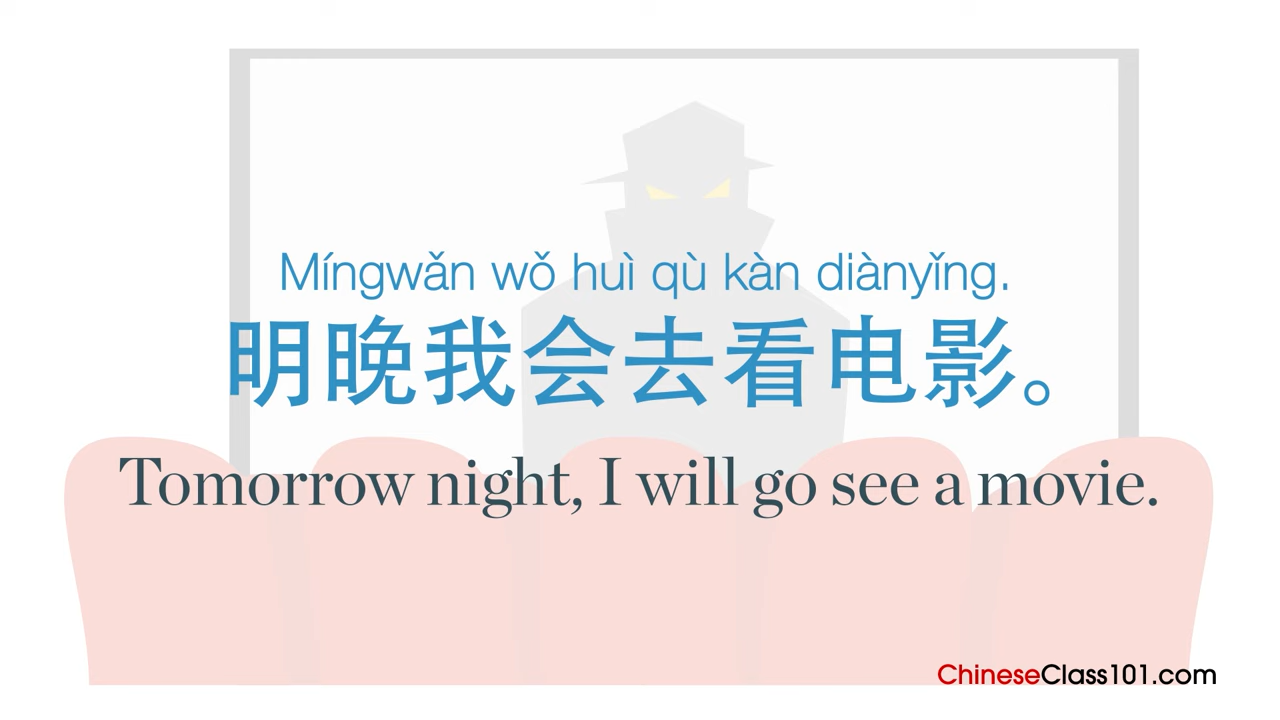 Míngwǎn wǒ huì qù kàn diànyǐng.
明晚我会去看电影。
Tomorrow night, I will go see a movie.
ChineseClass101.com